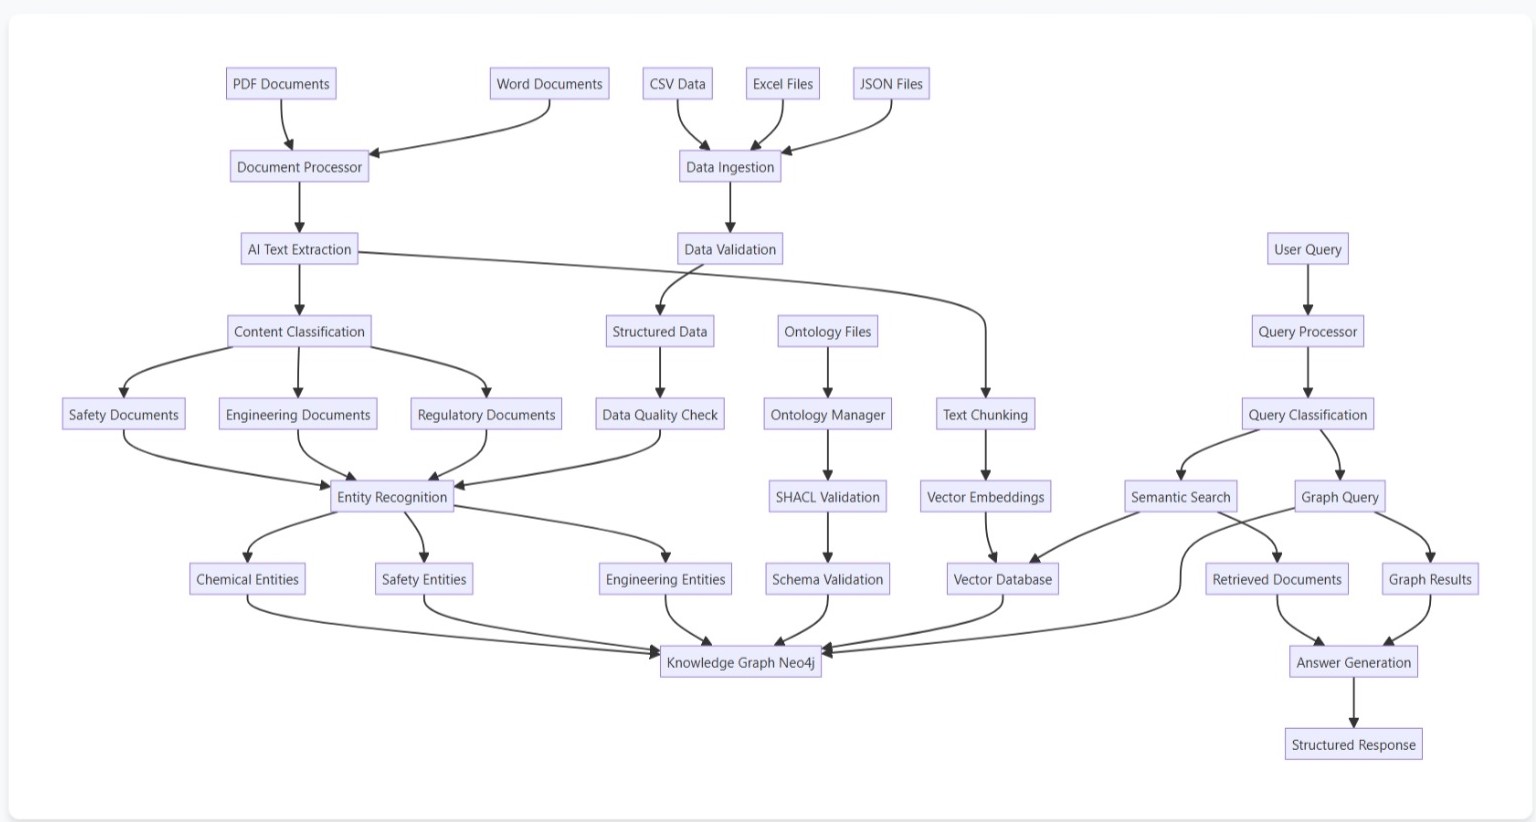 PDF Documents
Word Documents
CSV Data
Excel Files
JSON Files
Document Processor
Data Ingestion
AI Text Extraction
Data Validation
User Query
Content Classification
Structured Data
Ontology Files
Query Processor
Safety Documents
Engineering Documents
Regulatory Documents
Data Quality Check
Ontology Manager
Text Chunking
Query Classification
Entity Recognition
SHACL Validation
Vector Embeddings
Semantic Search
Graph Query
Chemical Entities
Safety Entities
Engineering Entities
Schema Validation
Vector Database
Retrieved Documents
Graph Results
Knowledge Graph Neo4j
Answer Generation
Structured Response